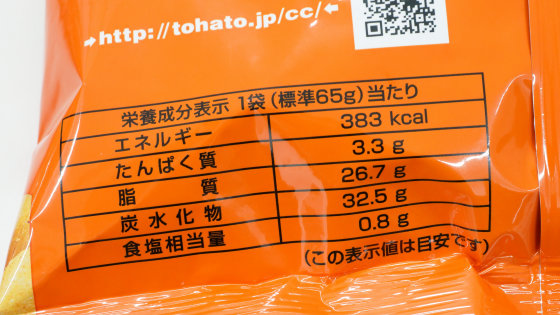 ➡http://tohato.jp/cc/⬅
栄養成分表示 1袋(標準65g)当たり
エネルギー 383 kcal
たんぱく質 3.3 g
脂質 26.7 g
炭水化物 32.5 g
食塩相当量 0.8 g
(この表示値は目安です)